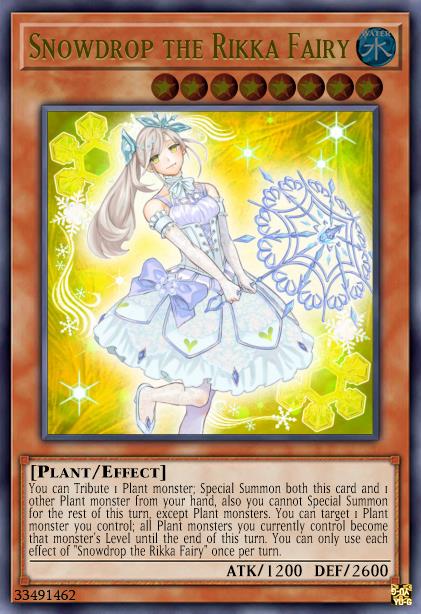 Snowdrop the Rikka Fairy
WATER
水
[Plant/Effect]
You can Tribute 1 Plant monster; Special Summon both this card and 1
other Plant monster from your hand, also you cannot Special Summon
for the rest of this turn, except Plant monsters. You can target 1 Plant
monster you control; all Plant monsters you currently control become
that monster's Level until the end of this turn. You can only use each
effect of "Snowdrop the Rikka Fairy" once per turn.
ATK/1200 DEF/2600
33491462